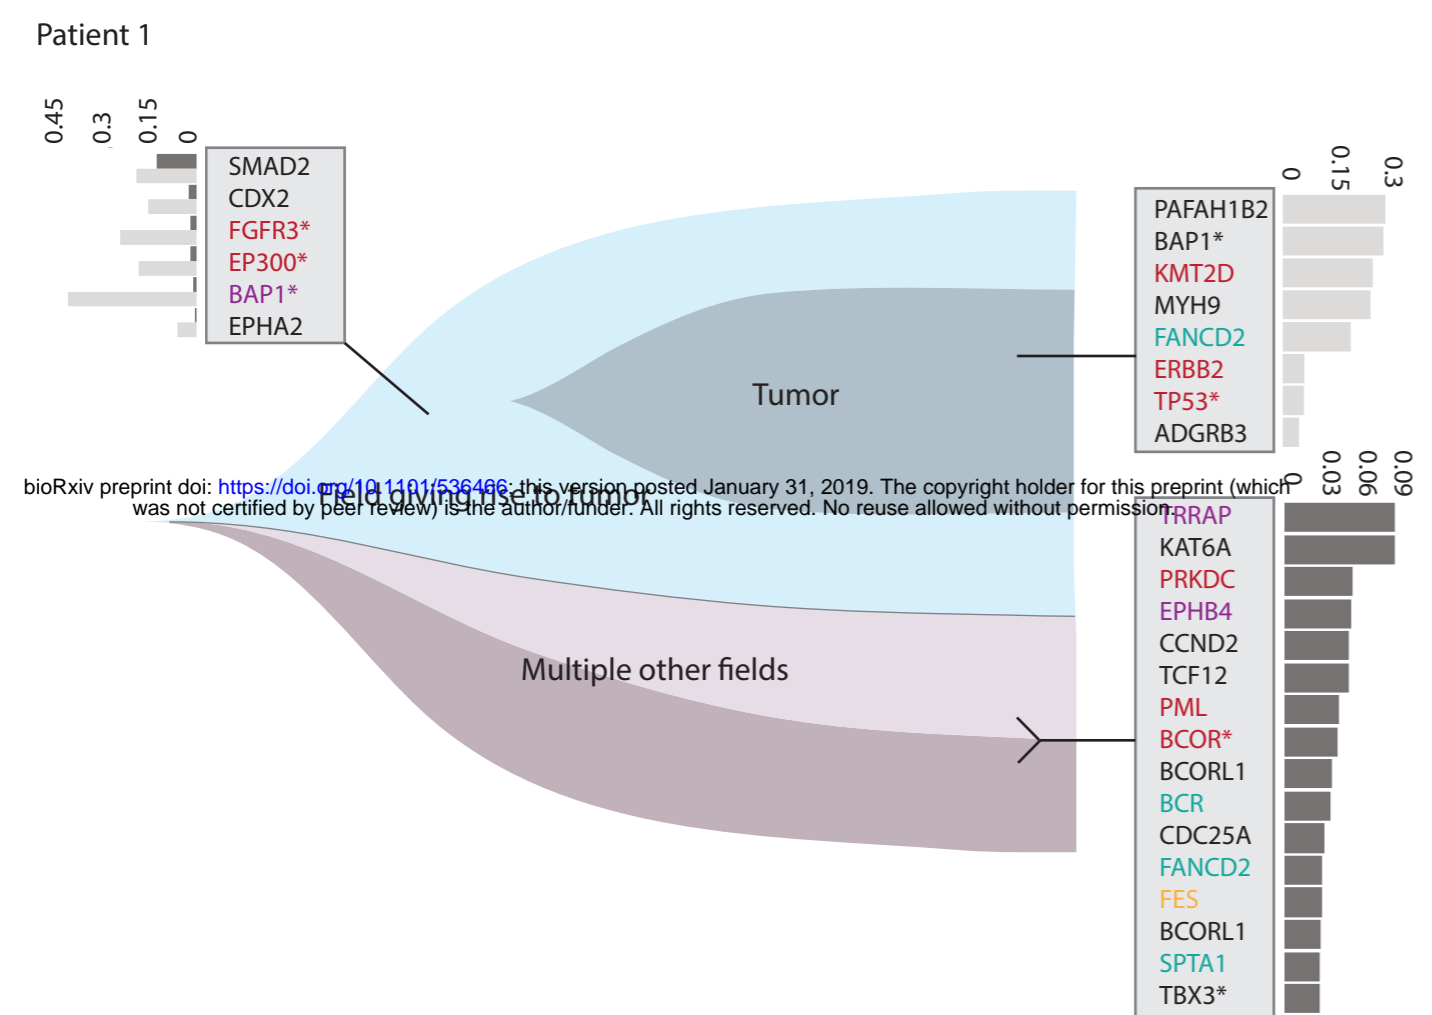 Patient 1
0.45
0.3
0.15
0
SMAD2
CDX2
FGFR3*
EP300*
BAP1*
EPHA2
0
0.15
0.3
PAFAH1B2
BAP1*
KMT2D
MYH9
FANCD2
ERBB2
TP53*
ADGRB3
Tumor
Field giving rise to tumor
bioRxiv preprint doi: https://doi.org/10.1101/536466; this version posted January 31, 2019. The copyright holder for this preprint (which
was not certified by peer review) is the author/funder. All rights reserved. No reuse allowed without permission.
Multiple other fields
0
0.03
0.06
0.09
TRRAP
KAT6A
PRKDC
EPHB4
CCND2
TCF12
PML
BCOR*
BCORL1
BCR
CDC25A
FANCD2
FES
BCORL1
SPTA1
TBX3*